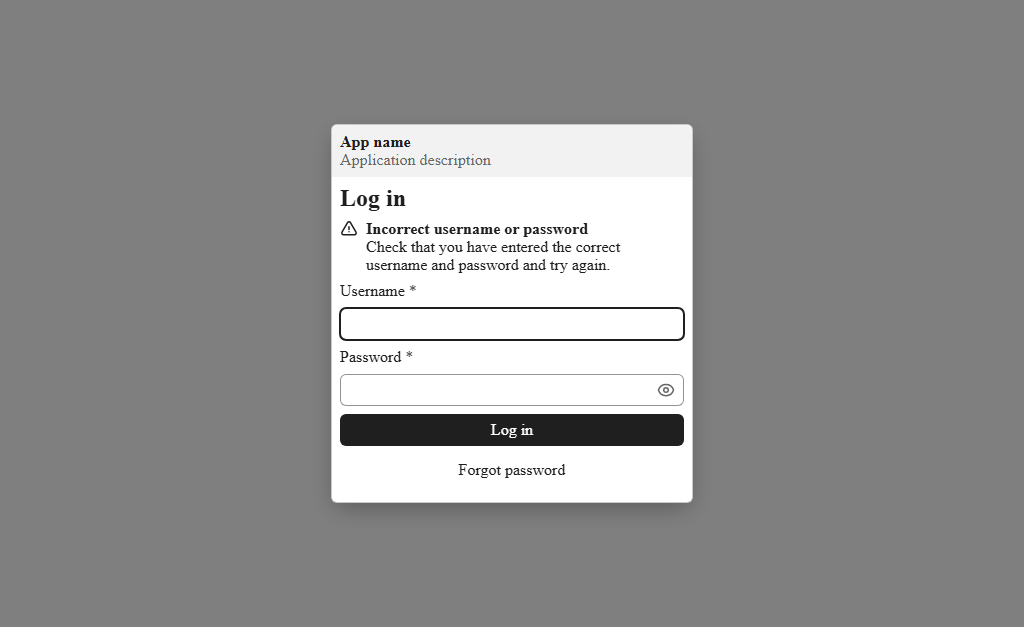 App name
Application description
Log in
Incorrect username or password
Check that you have entered the correct
username and password and try again.
Username *
Password *
Log in
Forgot password